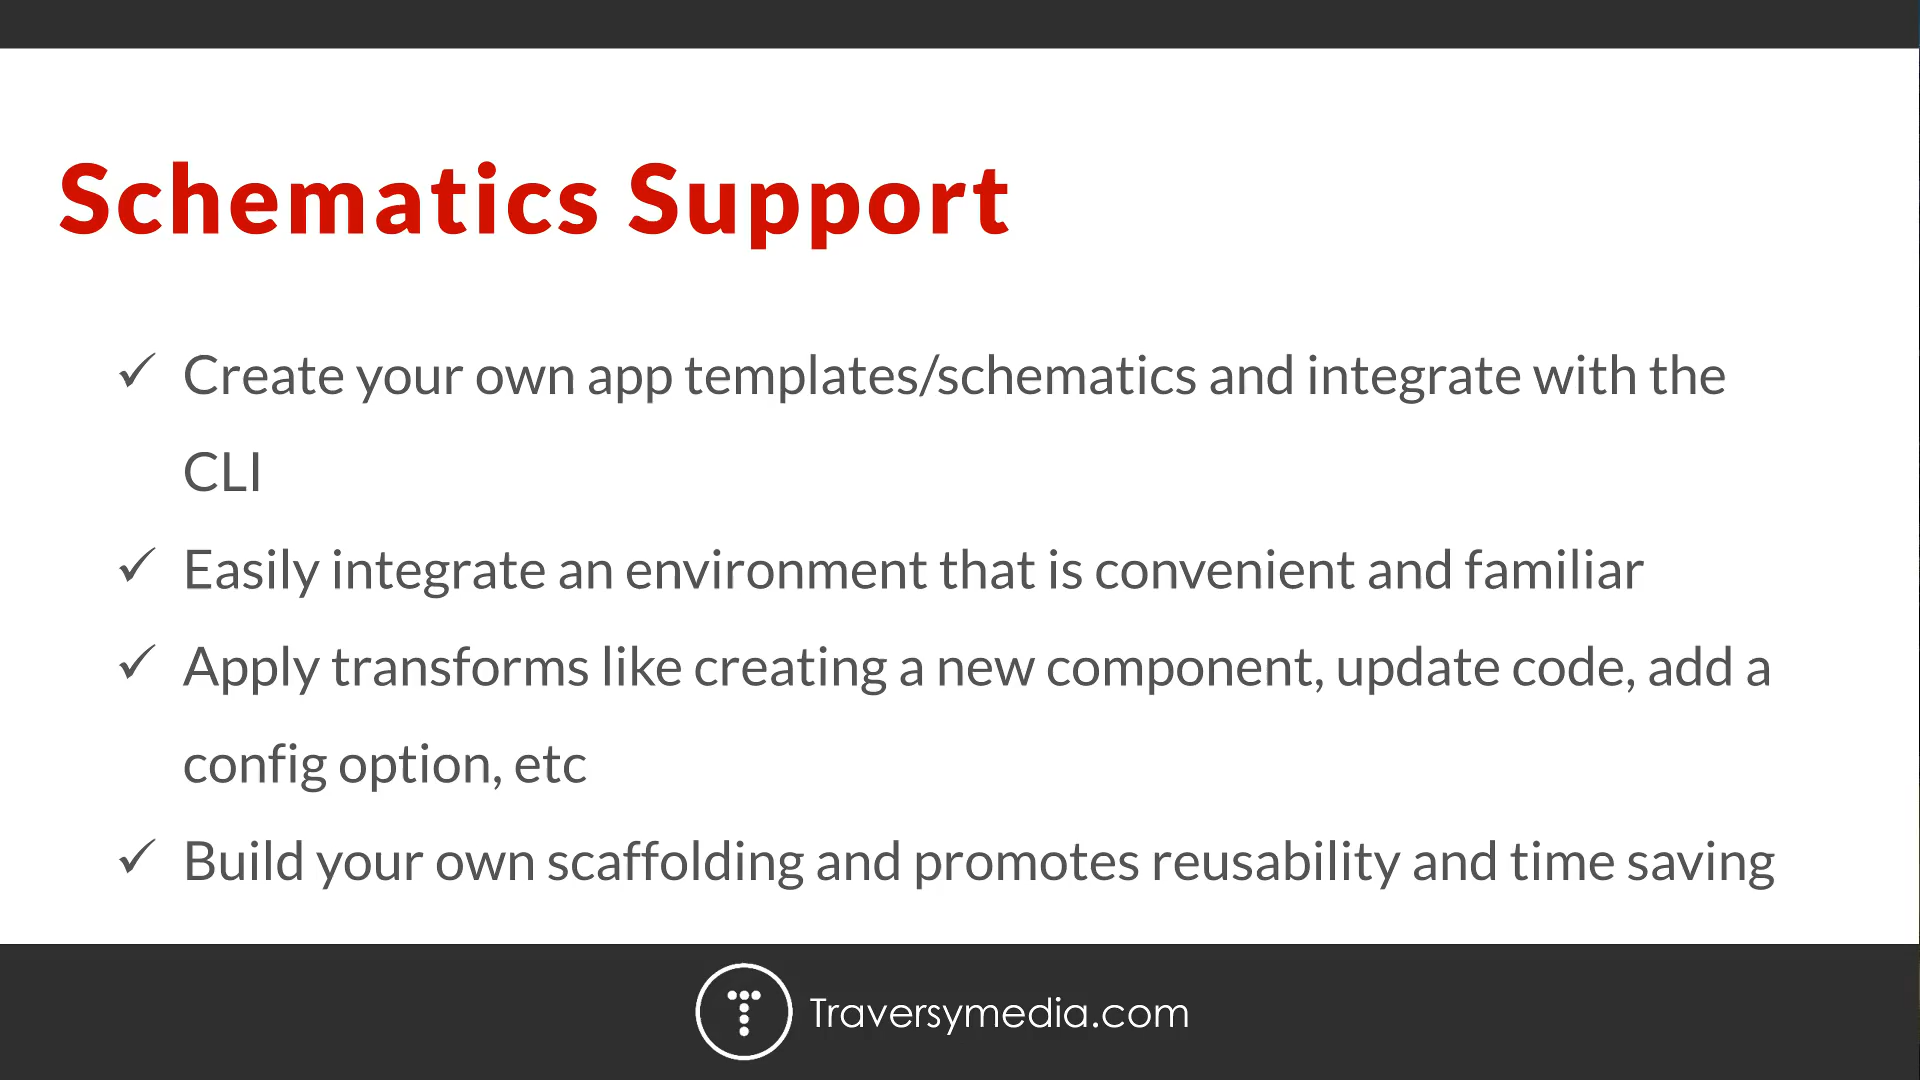 Schematics Support
✓ Create your own app templates/schematics and integrate with the
CLI
✓ Easily integrate an environment that is convenient and familiar
✓ Apply transforms like creating a new component, update code, add a
config option, etc
✓ Build your own scaffolding and promotes reusability and time saving
Traversymedia.com